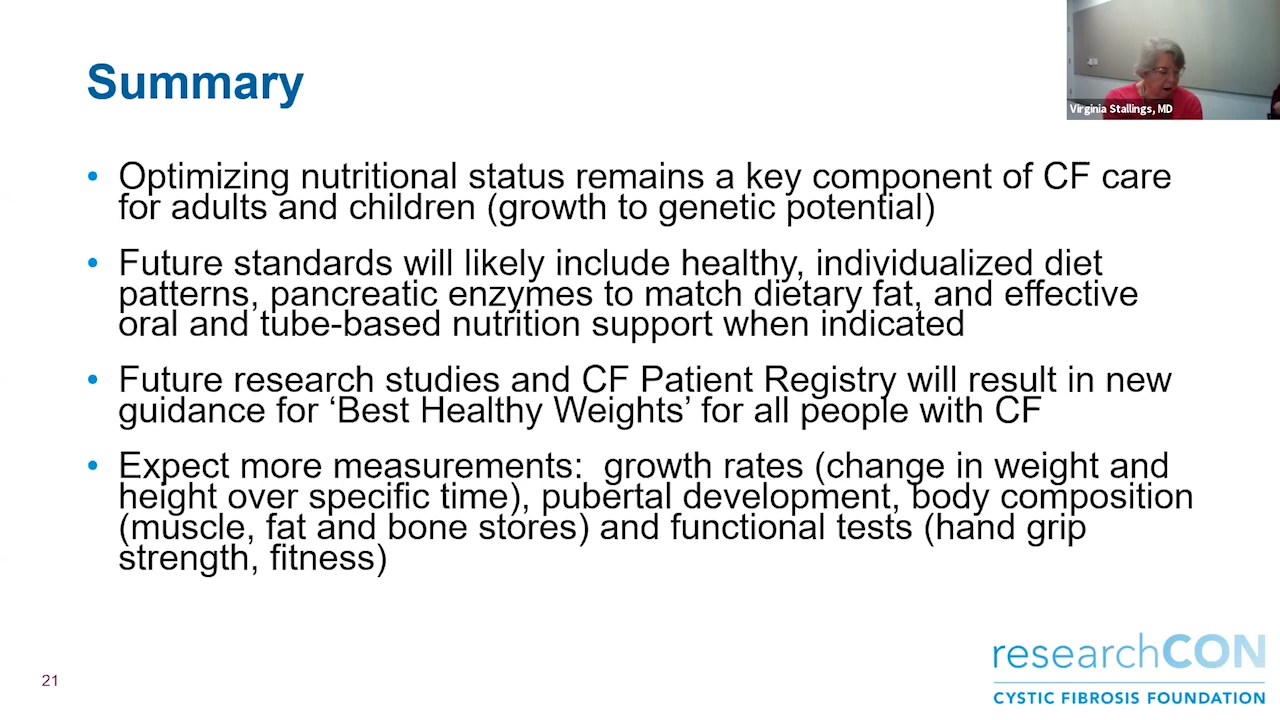 Summary
Virginia Stallings, MD
• Optimizing nutritional status remains a key component of CF care
for adults and children (growth to genetic potential)
• Future standards will likely include healthy, individualized diet
patterns, pancreatic enzymes to match dietary fat, and effective
oral and tube-based nutrition support when indicated
• Future research studies and CF Patient Registry will result in new
guidance for ‘Best Healthy Weights’ for all people with CF
• Expect more measurements:  growth rates (change in weight and
height over specific time), pubertal development, body composition
(muscle, fat and bone stores) and functional tests (hand grip
strength, fitness)
21
researchCON
CYSTIC FIBROSIS FOUNDATION